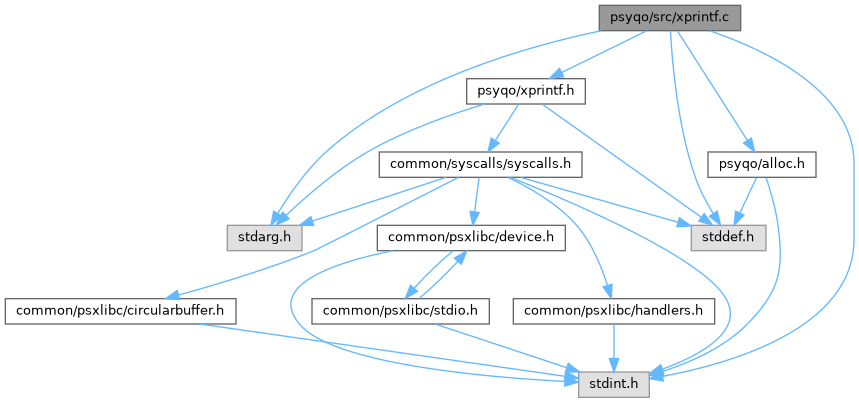 psyqo/src/xprintf.c
psyqo/xprintf.h
common/syscalls/syscalls.h
psyqo/alloc.h
stdarg.h
common/psxlibc/device.h
stddef.h
common/psxlibc/circularbuffer.h
common/psxlibc/stdio.h
common/psxlibc/handlers.h
stdint.h